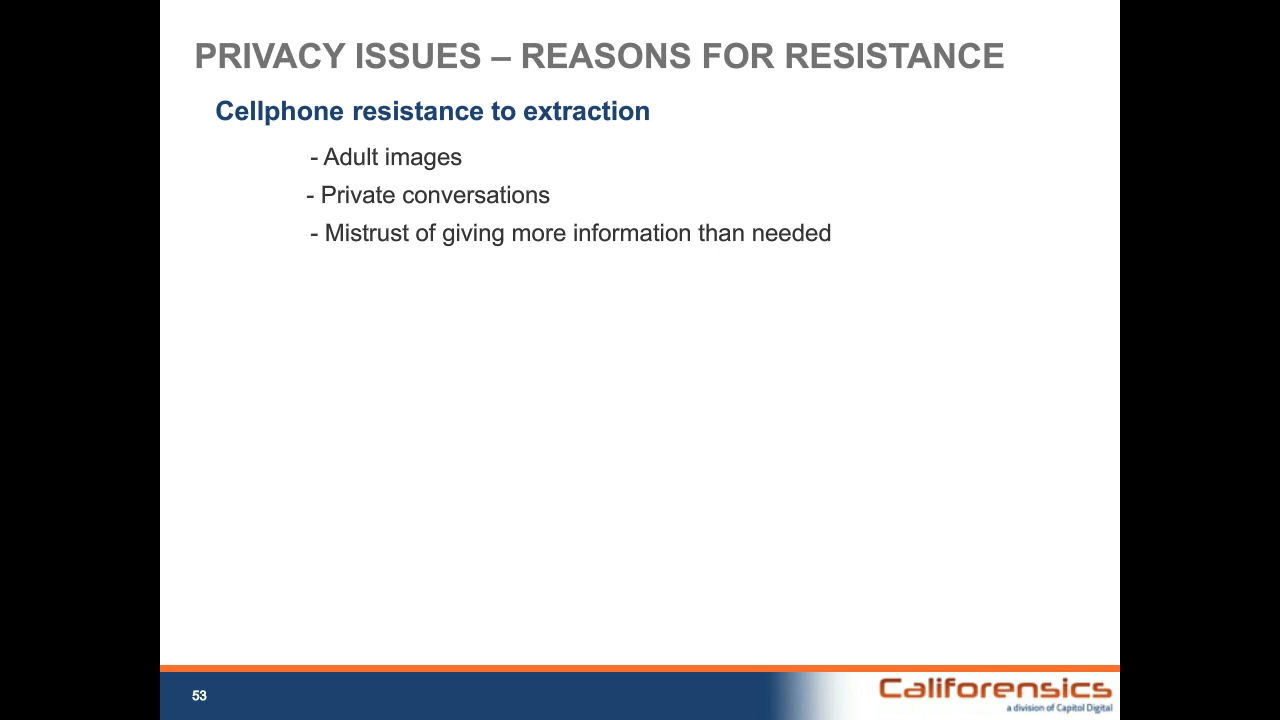 PRIVACY ISSUES – REASONS FOR RESISTANCE
Cellphone resistance to extraction
- Adult images
- Private conversations
- Mistrust of giving more information than needed
53
Califorensics
a division of Capitol Digital